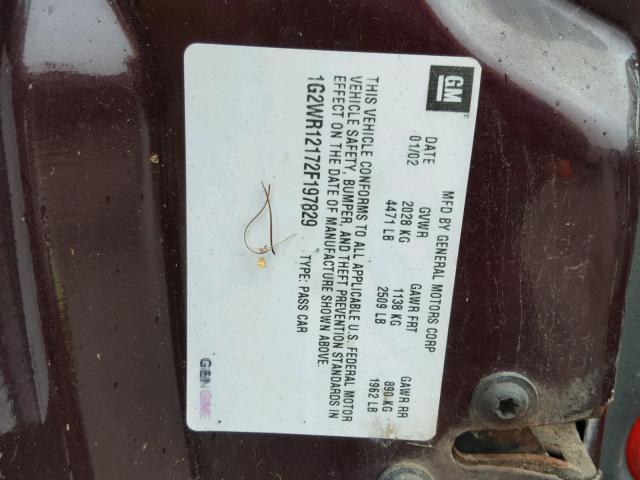 GM
MFD BY GENERAL MOTORS CORP
DATE GVWR GAWR FRT GAWR RR
01/02 2028 KG 1138 KG 890 KG
4471 LB 2509 LB 1962 LB
THIS VEHICLE CONFORMS TO ALL APPLICABLE U.S. FEDERAL MOTOR
VEHICLE SAFETY, BUMPER, AND THEFT PREVENTION STANDARDS IN
EFFECT ON THE DATE OF MANUFACTURE SHOWN ABOVE.
1G2WR12172F197829 TYPE: PASS CAR